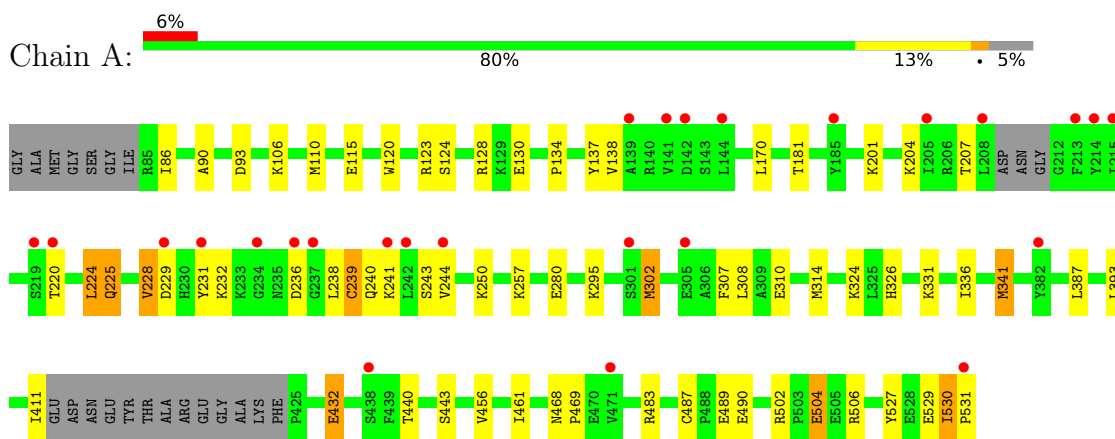 6%
Chain A:
80% 13% • 5%
GLY ALA MET GLY SER GLY ILE R85 I86 A90 D93 K106 M110 E115 W120 R123 S124 R128 K129 E130 P134 Y137 V138 A139 R140 V141 D142 S143 L144 L170 T181 Y185 K201 K204 I205 R206 T207 L208 ASP ASN GLY G212 F213 Y214 I215
S219 T220 L224 Q225 V228 D229 H230 Y231 K232 K233 G234 N235 D236 G237 L238 C239 Q240 K241 L242 S243 V244 K250 K257 E280 K295 S301 M302 E305 A306 F307 L308 A309 E310 M314 K324 L325 H326 K331 I336 M341 Y382 L387 L393
I411 GLU ASP ASN GLU TYR THR ALA ARG GLU GLY ALA LYS PHE P425 E432 S438 F439 T440 S443 V456 I461 N468 P469 E470 V471 R483 C487 P488 E489 E490 R502 P503 E504 E505 R506 Y527 E528 E529 I530 P531